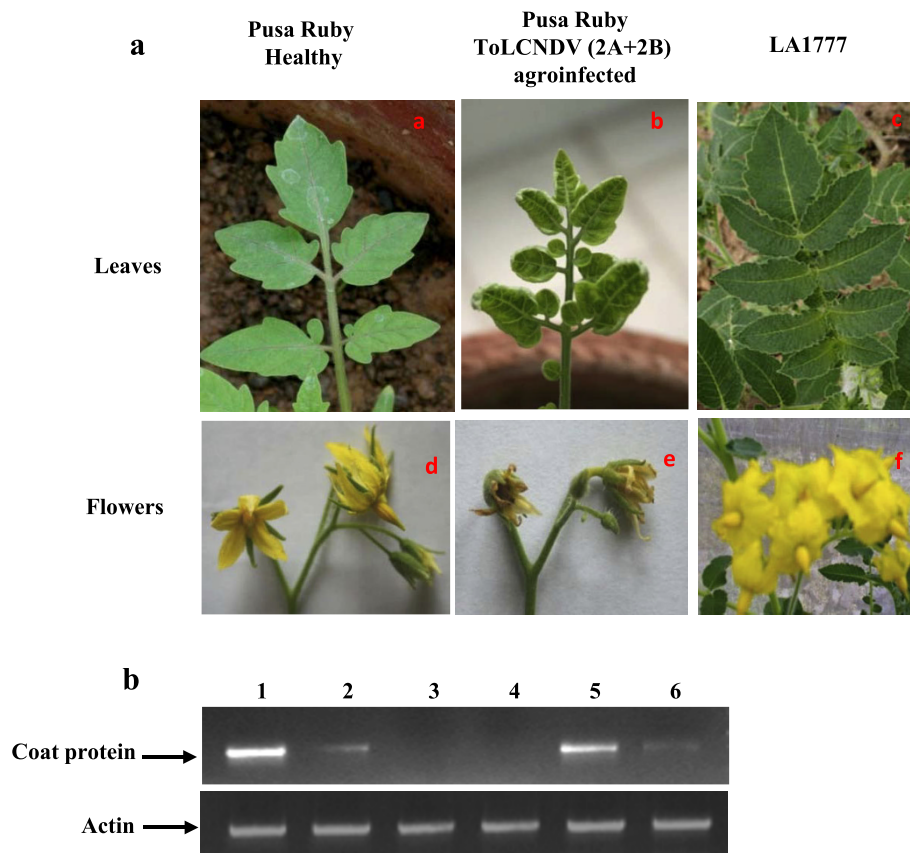 a
Pusa Ruby
Healthy
Pusa Ruby
ToLCNDV (2A+2B)
agroinfected
LA1777
Leaves
a
b
c
Flowers
d
e
f
b
1 2 3 4 5 6
Coat protein
Actin